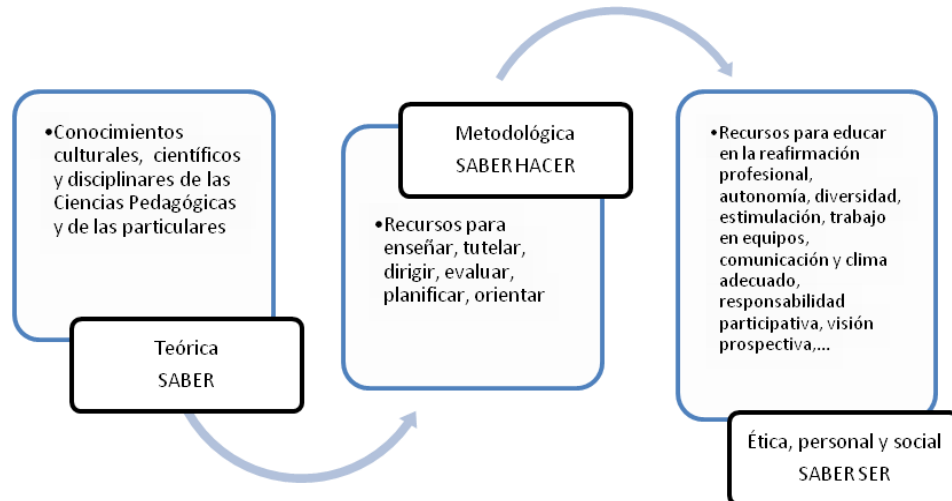 •Conocimientos
culturales, científicos
y disciplinares de las
Ciencias Pedagógicas
y de las particulares
Teórica
SABER
Metodológica
SABER HACER
•Recursos para
enseñar, tutelar,
dirigir, evaluar,
planificar, orientar
•Recursos para educar
en la reafirmación
profesional,
autonomía, diversidad,
estimulación, trabajo
en equipos,
comunicación y clima
adecuado,
responsabilidad
participativa, visión
prospectiva,...
Ética, personal y social
SABER SER